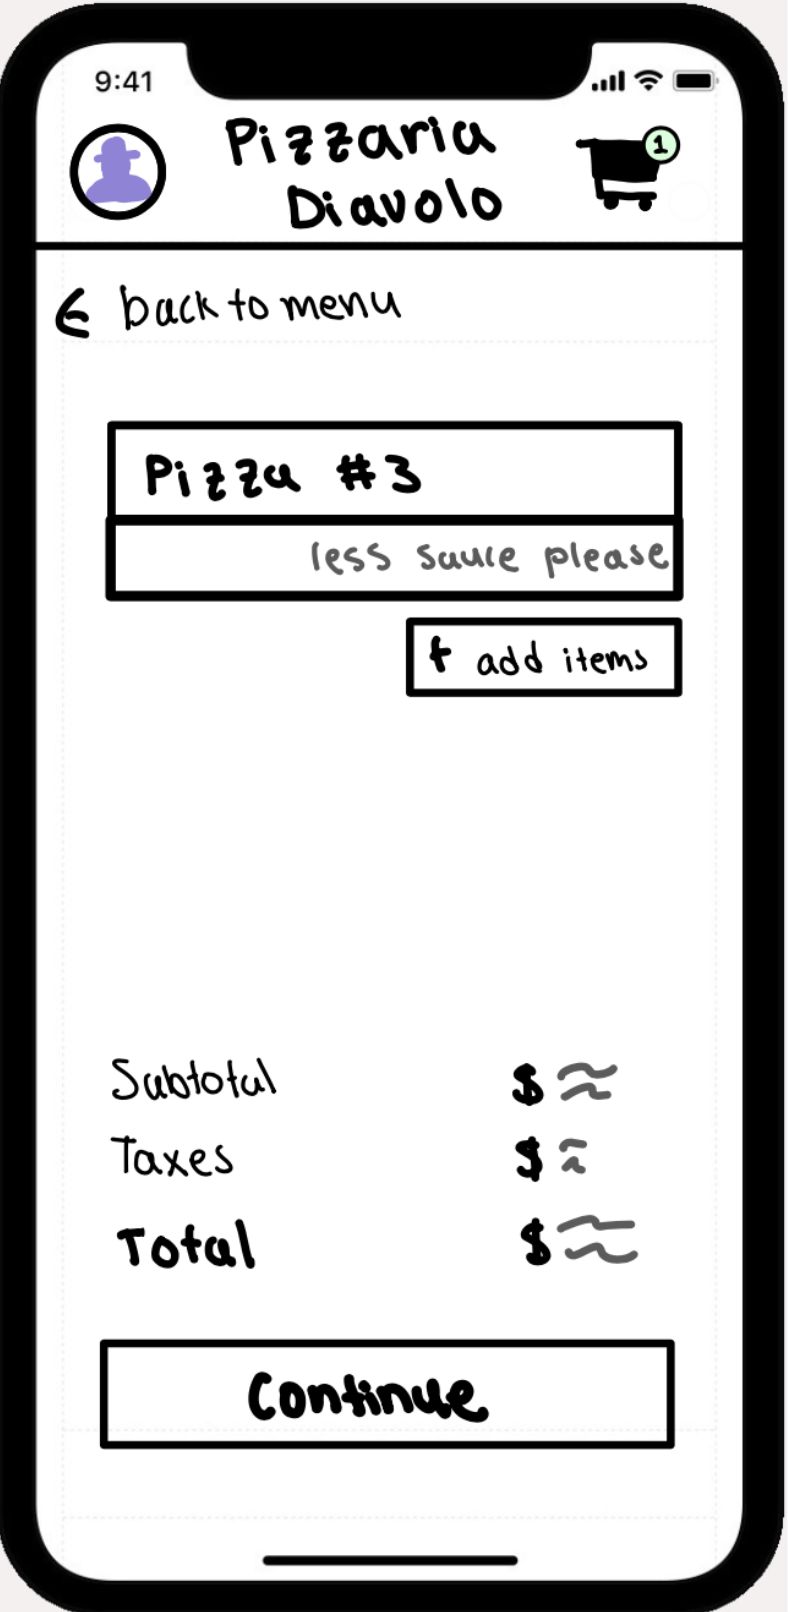 9:41
Pizzaria
Diavolo
1
back to menu
Pizza #3
less sauce please
+ add items
Subtotal $
Taxes $
Total $
Continue